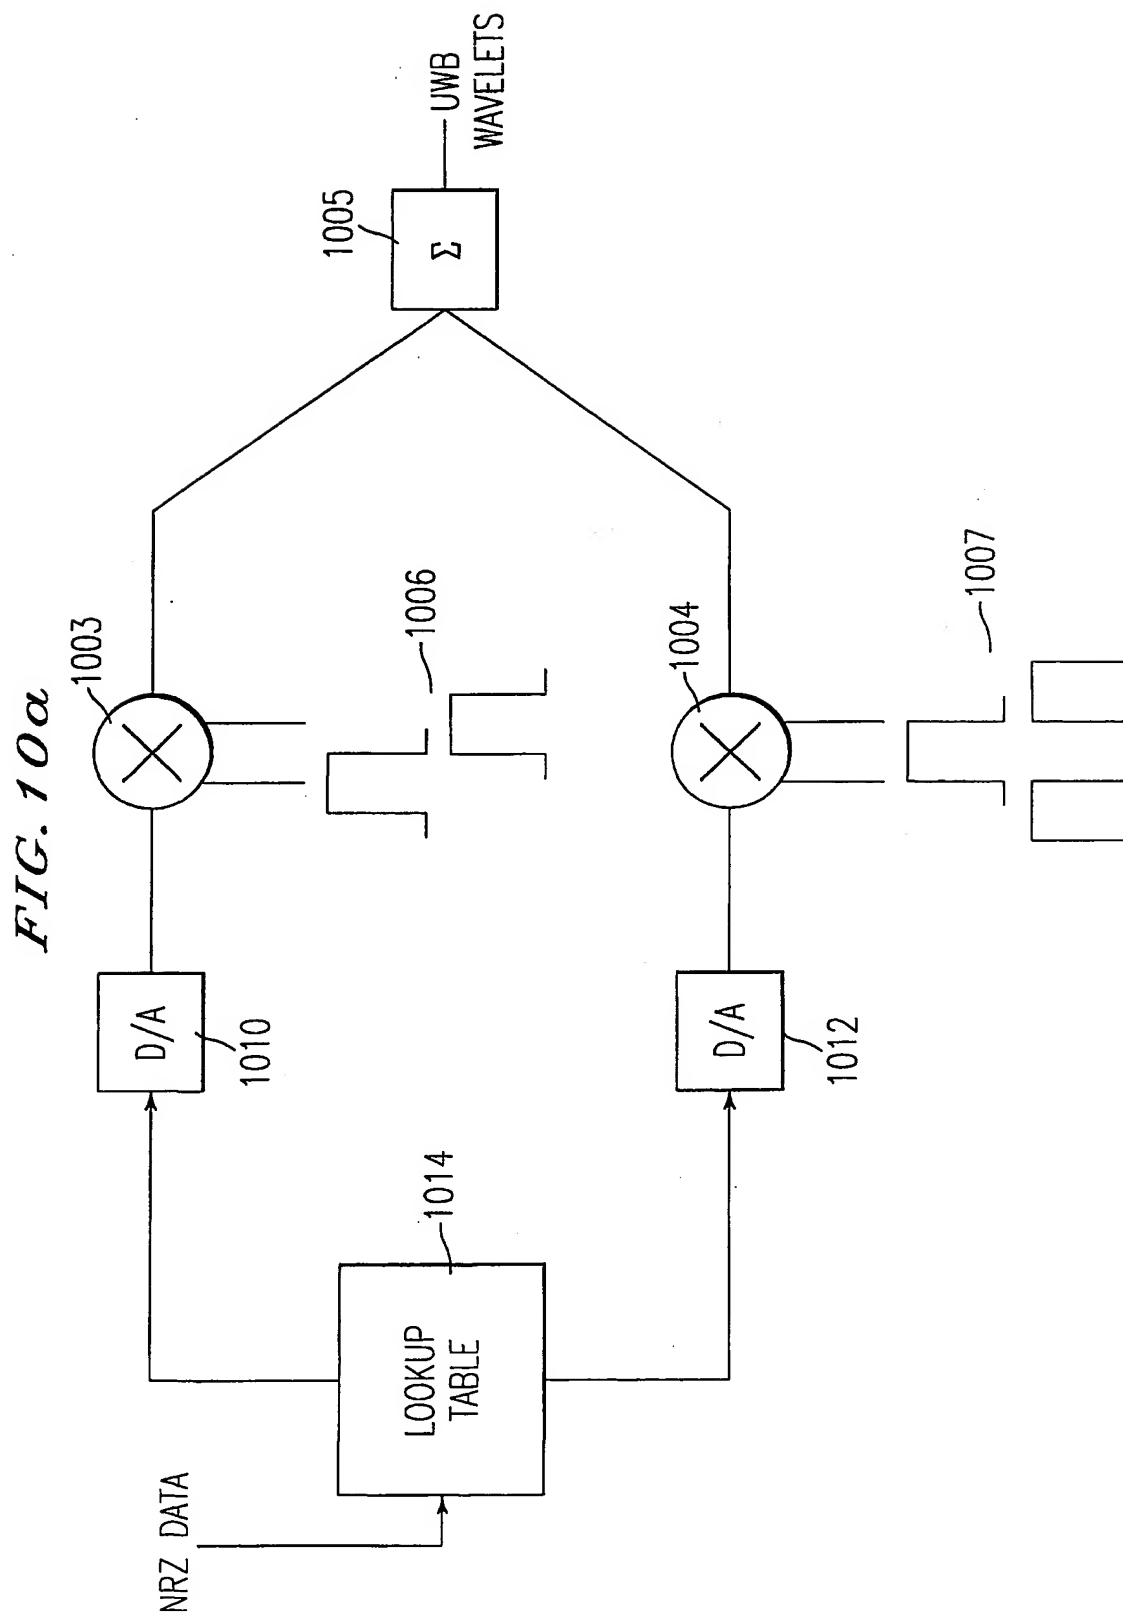 FIG. 10a
NRZ DATA
LOOKUP
TABLE
1014
D/A
1010
D/A
1012
1003
1006
1004
1007
1005
Σ
UWB
WAVELETS